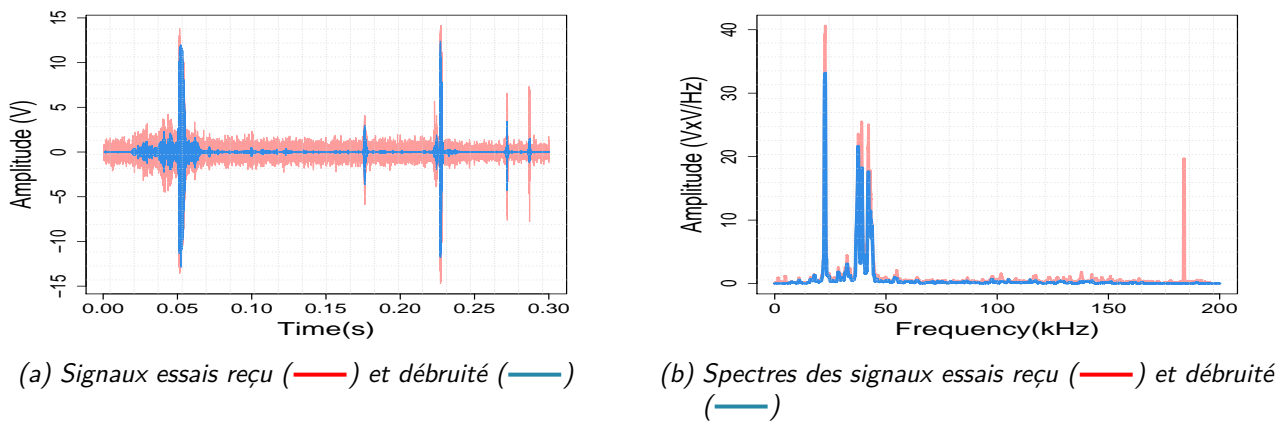 15
10
5
0
-5
-10
-15
Amplitude (V)
0.00 0.05 0.10 0.15 0.20 0.25 0.30
Time(s)
40
30
20
10
0
Amplitude (VxV/Hz)
0 50 100 150 200
Frequency(kHz)
(a) Signaux essais reçu ( ) et débruité ( )
(b) Spectres des signaux essais reçu ( ) et débruité
( )